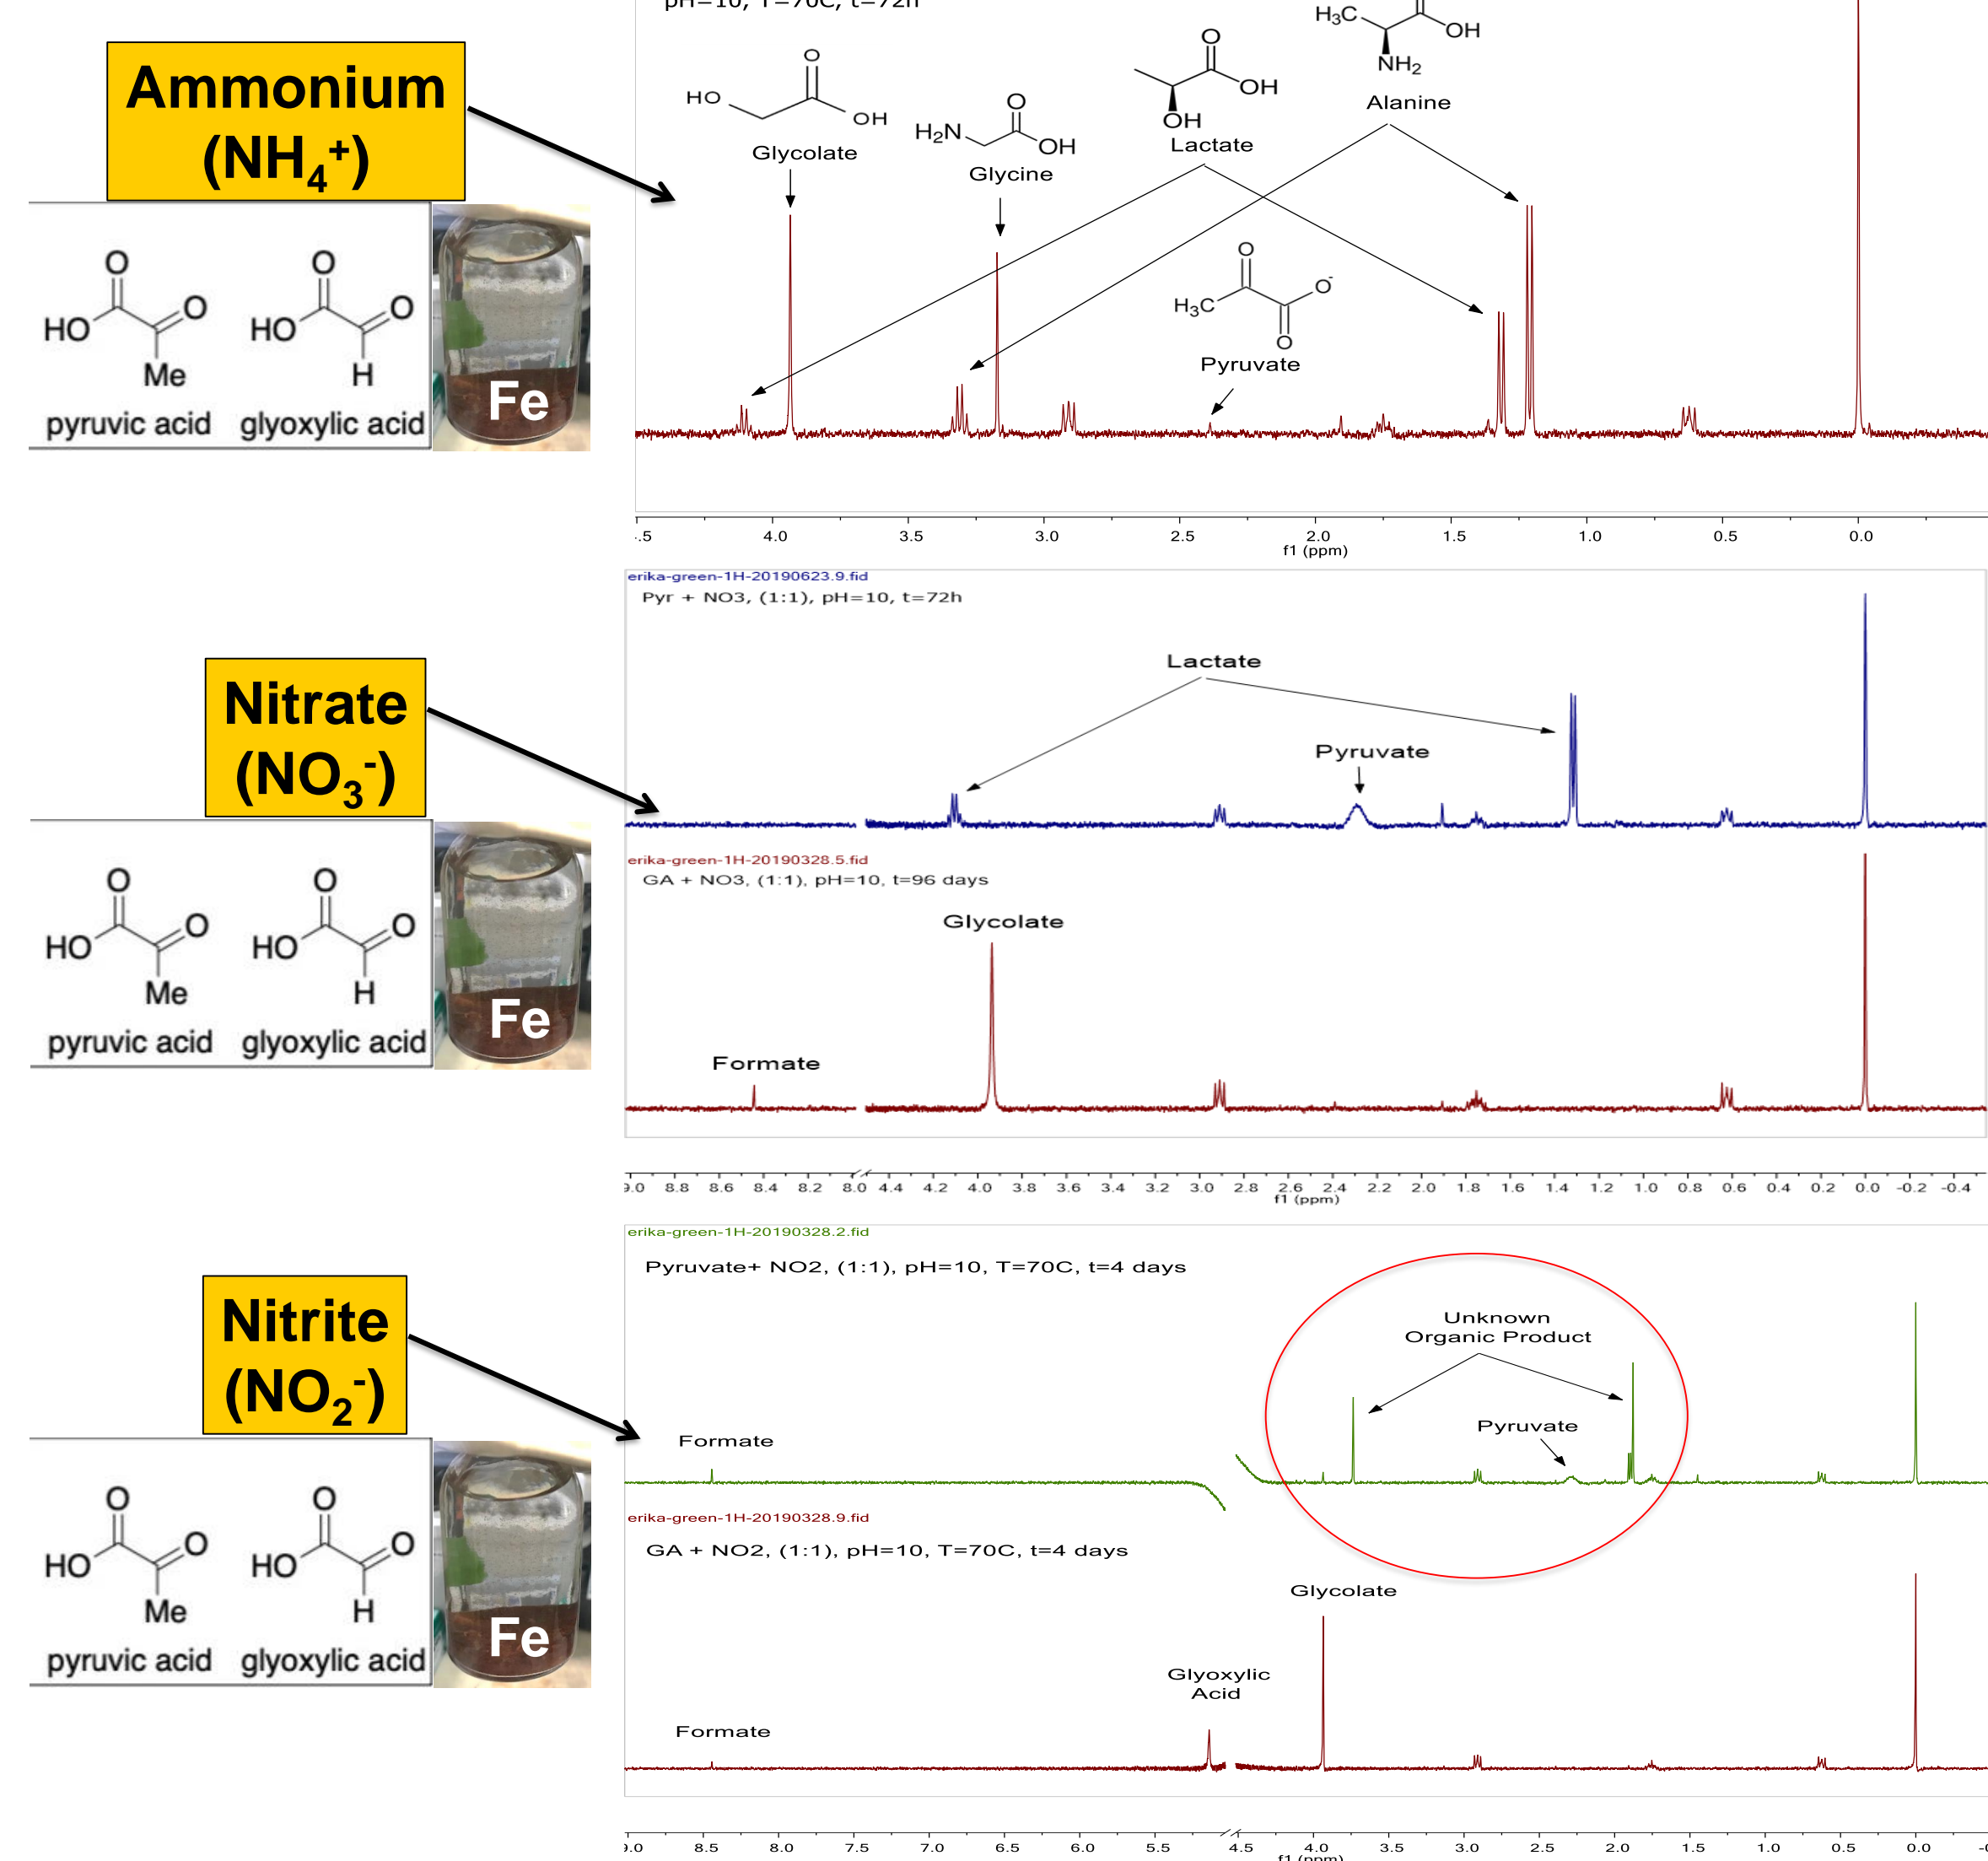 pH=10, T=70C, t=72h
Ammonium
(NH4+)
O
HO
O
Me
pyruvic acid
O
HO
O
H
glyoxylic acid
Fe
HO
O
OH
Glycolate
H2N
O
OH
Glycine
O
OH
OH
Lactate
H3C
OH
NH2
Alanine
O
H3C
O-
O
Pyruvate
4.0 3.5 3.0 2.5 2.0 1.5 1.0 0.5 0.0
f1 (ppm)
Nitrate
(NO3-)
O
HO
O
Me
pyruvic acid
O
HO
O
H
glyoxylic acid
Fe
erika-green-1H-20190623.9.fid
Pyr + NO3, (1:1), pH=10, t=72h
Lactate
Pyruvate
erika-green-1H-20190328.5.fid
GA + NO3, (1:1), pH=10, t=96 days
Glycolate
Formate
9.0 8.8 8.6 8.4 8.2 8.0 4.4 4.2 4.0 3.8 3.6 3.4 3.2 3.0 2.8 2.6 2.4 2.2 2.0 1.8 1.6 1.4 1.2 1.0 0.8 0.6 0.4 0.2 0.0 -0.2 -0.4
f1 (ppm)
Nitrite
(NO2-)
O
HO
O
Me
pyruvic acid
O
HO
O
H
glyoxylic acid
Fe
erika-green-1H-20190328.2.fid
Pyruvate+ NO2, (1:1), pH=10, T=70C, t=4 days
Unknown
Organic Product
Pyruvate
Formate
erika-green-1H-20190328.9.fid
GA + NO2, (1:1), pH=10, T=70C, t=4 days
Glycolate
Glyoxylic
Acid
Formate
9.0 8.5 8.0 7.5 7.0 6.5 6.0 5.5 4.5 4.0 3.5 3.0 2.5 2.0 1.5 1.0 0.5 0.0
f1 (ppm)